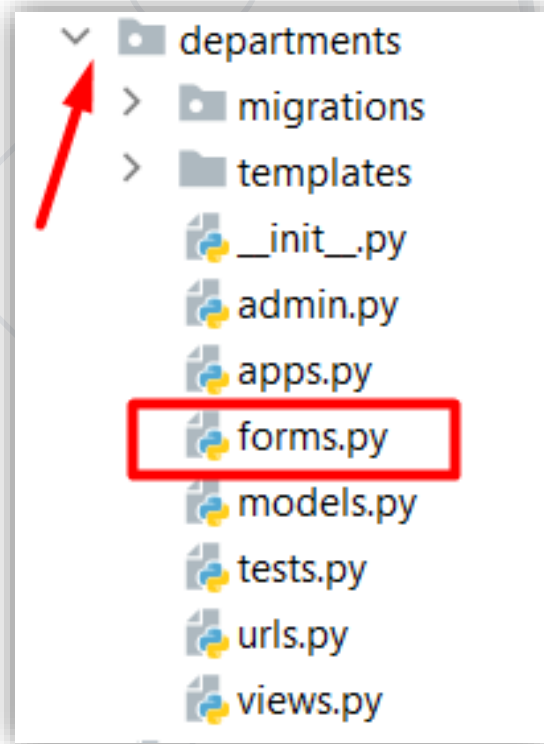 departments
migrations
templates
__init__.py
admin.py
apps.py
forms.py
models.py
tests.py
urls.py
views.py